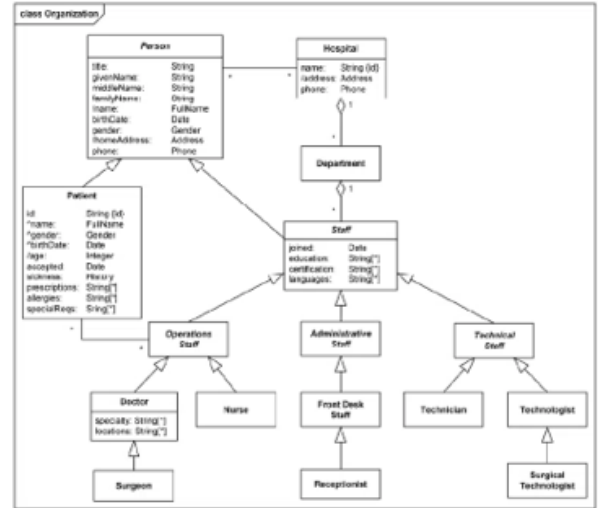 class Organization
Person
title: String
givenName: String
middleName: String
familyName: String
/name: FullName
birthDate: Date
gender: Gender
/homeAddress: Address
phone: Phone
*
*
Hospital
name: String {id}
/address: Address
phone: Phone
1
*
Department
1
*
Patient
id: String {id}
^name: FullName
^gender: Gender
^birthDate: Date
/age: Integer
accepted: Date
sickness: History
prescriptions: String[*]
allergies: String[*]
specialReqs: Sring[*]
*
*
Staff
joined: Date
education: String[*]
certification: String[*]
languages: String[*]
Operations
Staff
Administrative
Staff
Technical
Staff
Doctor
specialty: String[*]
locations: String[*]
Nurse
Front Desk
Staff
Technician
Technologist
Surgeon
Receptionist
Surgical
Technologist